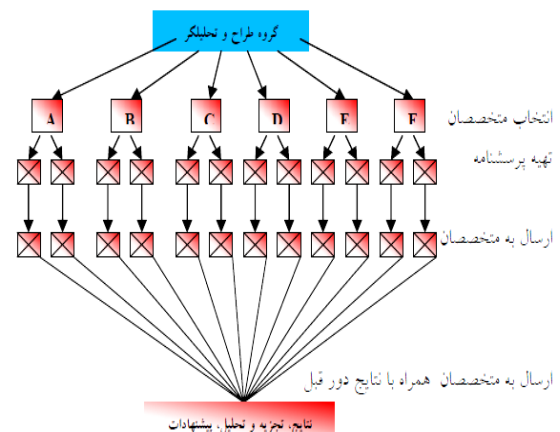 گروه طراح و تحلیلگر
A B C D E F
انتخاب متخصصان
تهیه پرسشنامه
ارسال به متخصصان
ارسال به متخصصان همراه با نتایج دور قبل
نتایج، تجزیه و تحلیل، پیشنهادات